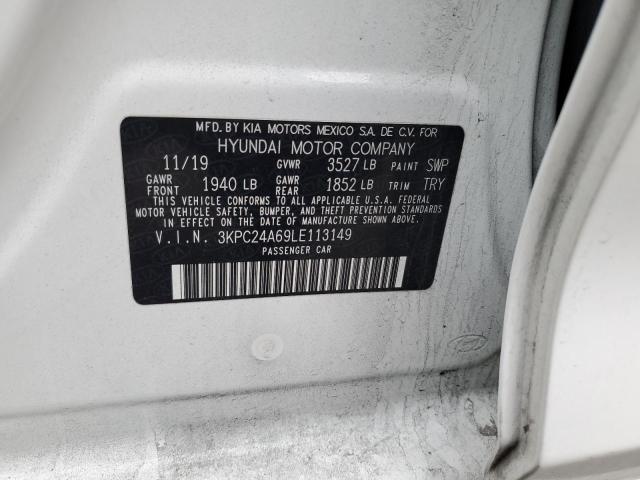 MFD. BY KIA MOTORS MEXICO S.A. DE C.V. FOR
HYUNDAI MOTOR COMPANY
11/19 GVWR 3527 LB PAINT SWP
GAWR FRONT 1940 LB GAWR REAR 1852 LB TRIM TRY
THIS VEHICLE CONFORMS TO ALL APPLICABLE U.S.A. FEDERAL
MOTOR VEHICLE SAFETY, BUMPER, AND THEFT PREVENTION STANDARDS
IN EFFECT ON THE DATE OF MANUFACTURE SHOWN ABOVE.
V.I.N. 3KPC24A69LE113149
PASSENGER CAR